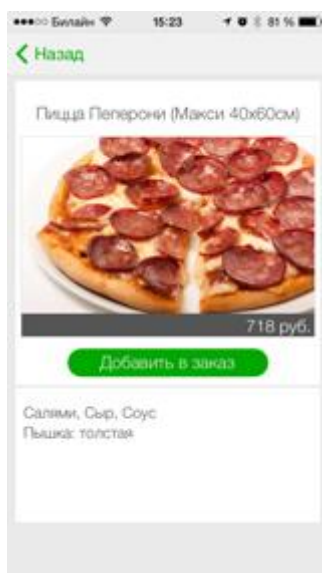 Билайн 15:23 81 %
Назад
Пицца Пеперони (Макси 40х60см)
718 руб.
Добавить в заказ
Салями, Сыр, Соус
Пышка: толстая